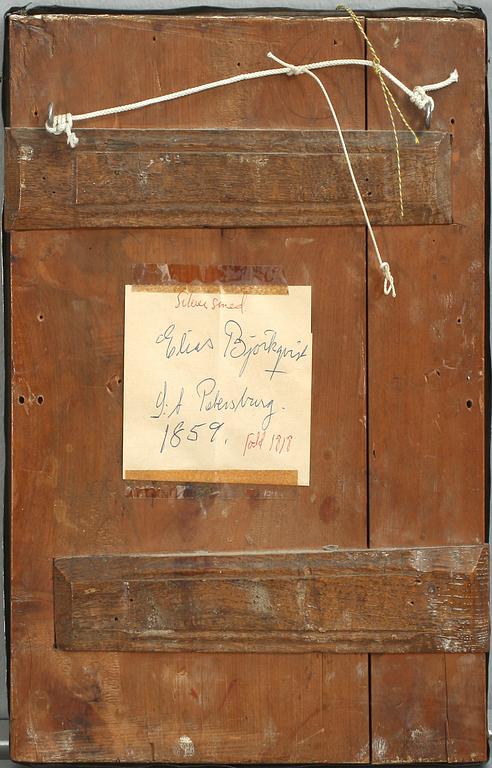 Silversmed
Elias Björkqvist
S:t Petersburg.
1859. Född 1818